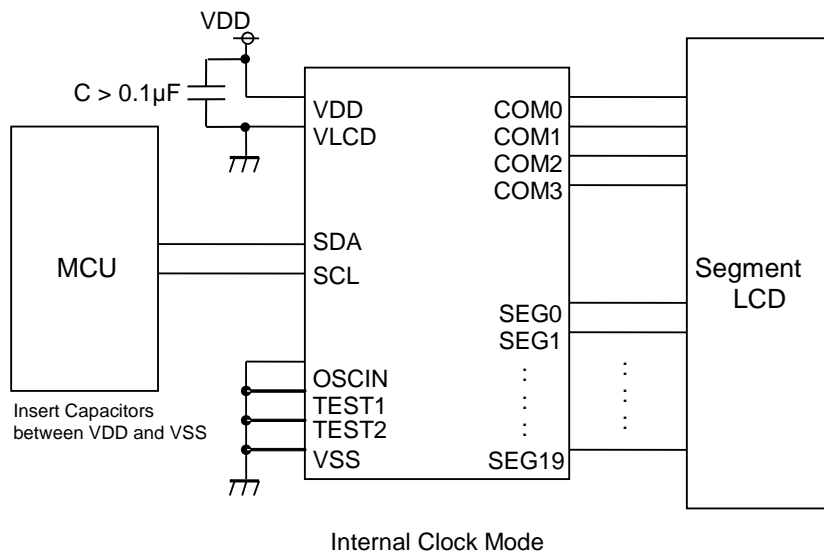 VDD
C > 0.1µF
VDD
VLCD
COM0
COM1
COM2
COM3
MCU
SDA
SCL
Segment
LCD
SEG0
SEG1
OSCIN
TEST1
TEST2
VSS
SEG19
Insert Capacitors
between VDD and VSS
Internal Clock Mode